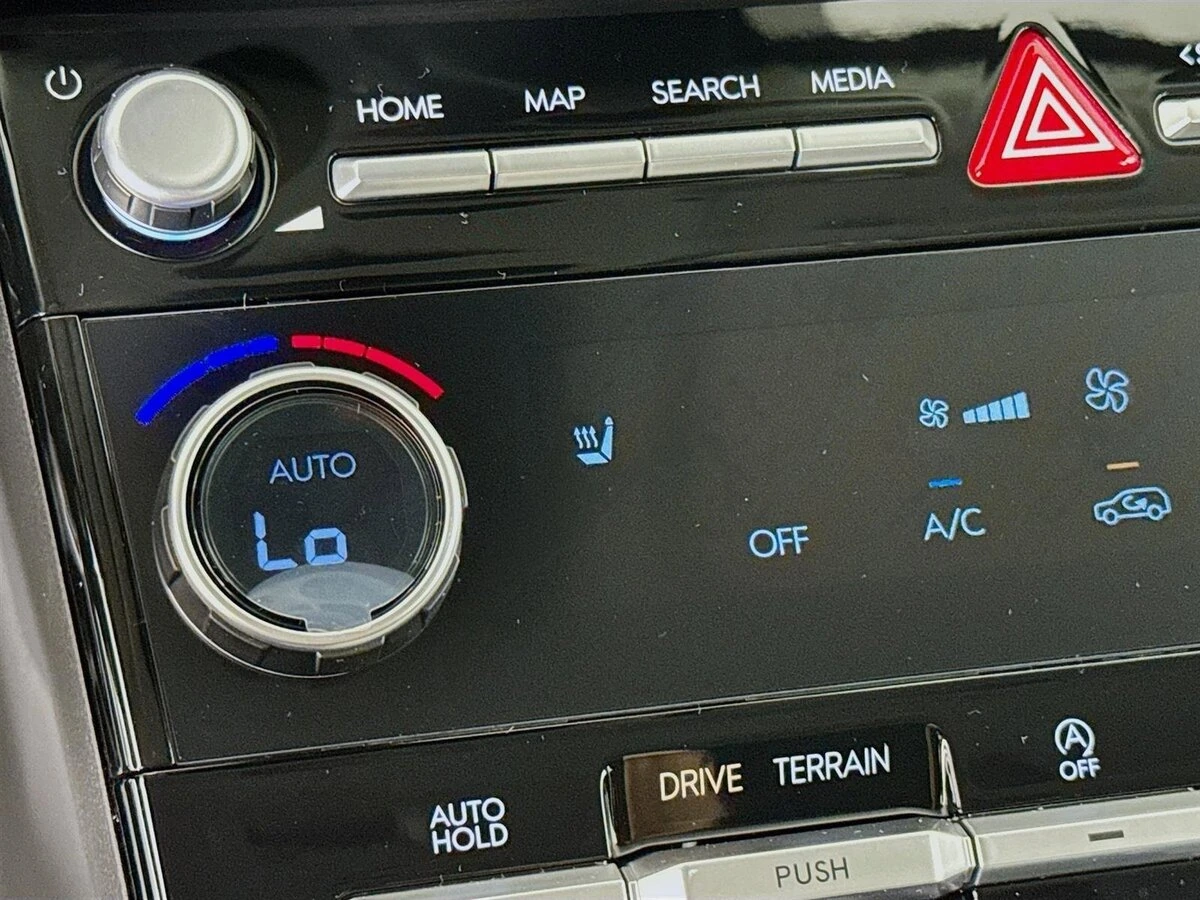 HOME MAP SEARCH MEDIA
AUTO
Lo
OFF
A/C
DRIVE TERRAIN
A
OFF
AUTO
HOLD
PUSH